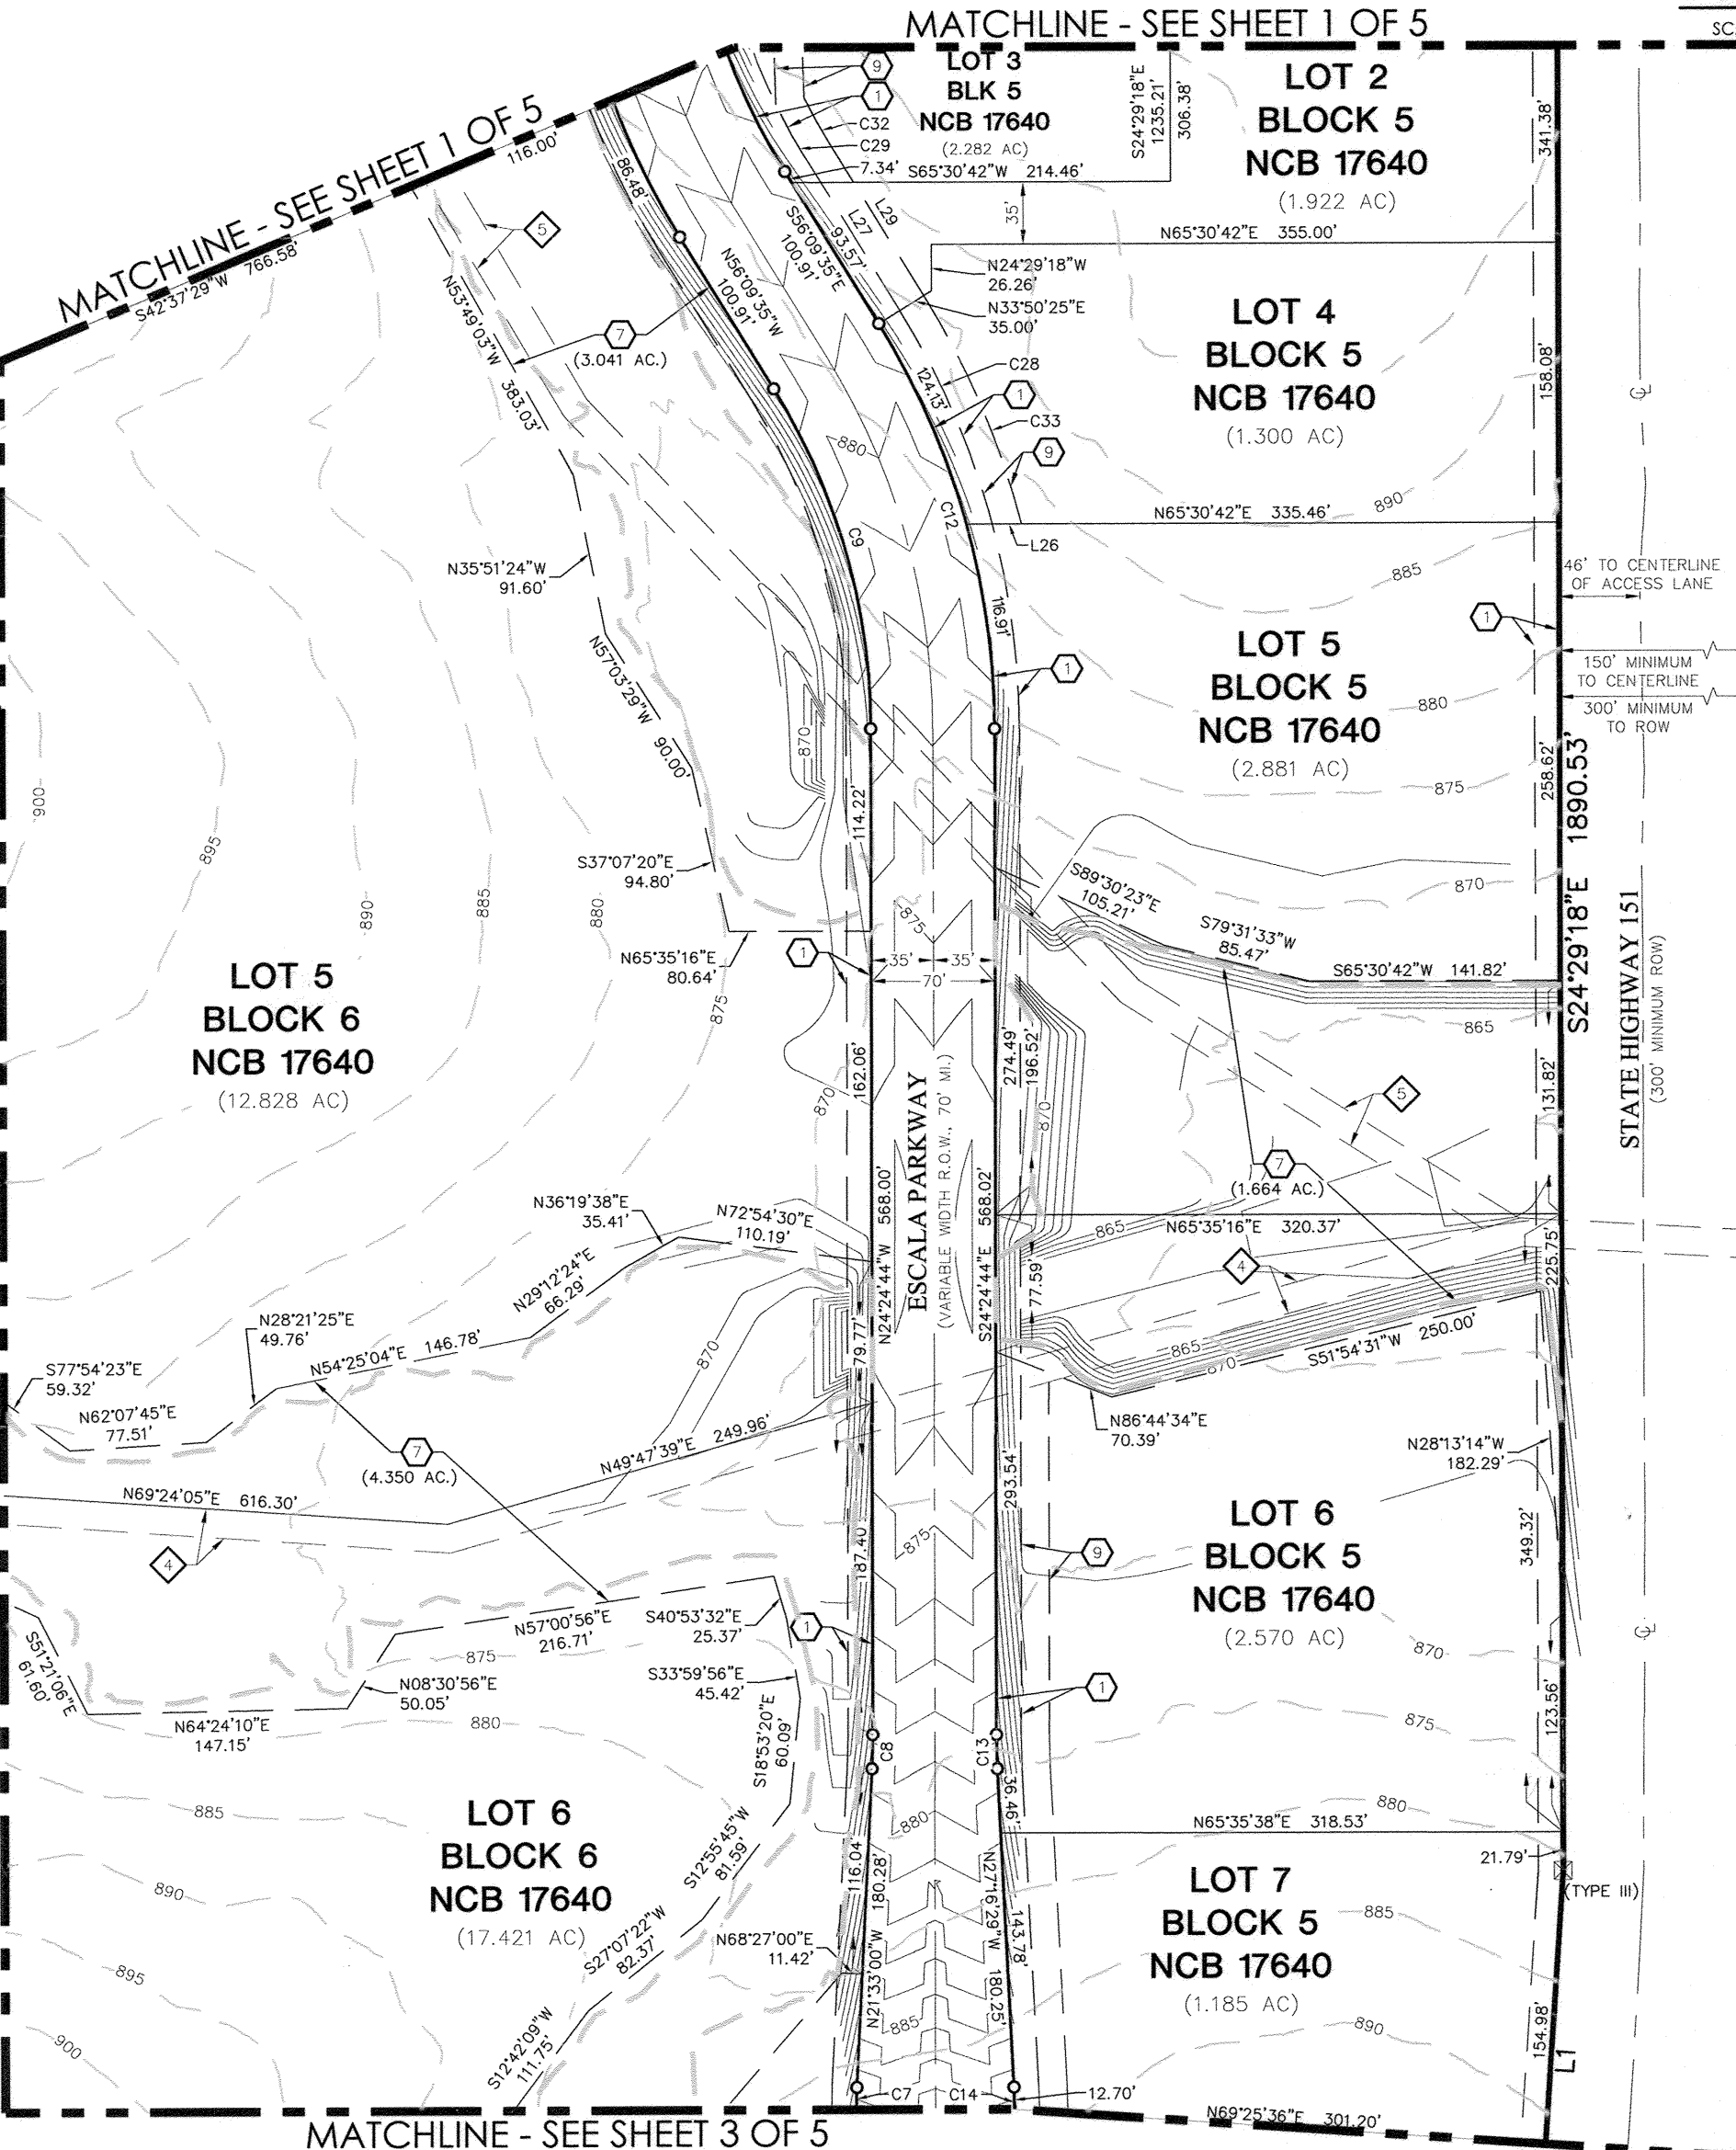 MATCHLINE - SEE SHEET 1 OF 5
MATCHLINE - SEE SHEET 1 OF 5
116.00'
S42°37'29"W 766.58'
9
1
LOT 3
BLK 5
NCB 17640
(2.282 AC)
C32
C29
7.34'
S65°30'42"W 214.46'
S24°29'18"E
1235.21'
306.38'
LOT 2
BLOCK 5
NCB 17640
(1.922 AC)
341.38'
35'
N65°30'42"E 355.00'
5
86.48'
N56°09'35"W
100.91'
S56°09'35"E
100.91'
93.57'
L27
L29
N24°29'18"W
26.26'
N33°50'25"E
35.00'
N53°49'03"W 383.03'
7
(3.041 AC.)
LOT 4
BLOCK 5
NCB 17640
(1.300 AC)
158.08'
C28
124.13'
1
C33
9
880
C9
C12
N65°30'42"E 335.46'
890
L26
885
N35°51'24"W
91.60'
N57°03'29"W 90.00'
116.91'
1
46' TO CENTERLINE
OF ACCESS LANE
1
150' MINIMUM
TO CENTERLINE
300' MINIMUM
TO ROW
LOT 5
BLOCK 5
NCB 17640
(2.881 AC)
880
875
258.62'
S24°29'18"E 1890.53'
STATE HIGHWAY 151
(300' MINIMUM ROW)
900
895
890
885
880
870
114.22'
S37°07'20"E
94.80'
N65°35'16"E
80.64'
1
875
875
35'
35'
70'
870
S89°30'23"E
105.21'
S79°31'33"W
85.47'
S65°30'42"W 141.82'
865
LOT 5
BLOCK 6
NCB 17640
(12.828 AC)
870
162.06'
274.49'
196.52'
870
131.82'
5
7
(1.664 AC.)
ESCALA PARKWAY
(VARIABLE WIDTH R.O.W., 70' MI.)
N24°24'44"W 568.00'
S24°24'44"E 568.02'
N65°35'16"E 320.37'
865
225.75'
4
77.59'
N36°19'38"E
35.41'
N72°54'30"E
110.19'
N29°12'24"E
66.29'
N28°21'25"E
49.76'
N54°25'04"E 146.78'
S77°54'23"E
59.32'
N62°07'45"E
77.51'
79.77'
870
865
870
S51°54'31"W 250.00'
N86°44'34"E
70.39'
N28°13'14"W
182.29'
7
(4.350 AC.)
N49°47'39"E 249.96'
N69°24'05"E 616.30'
4
293.54'
187.40'
875
9
LOT 6
BLOCK 5
NCB 17640
(2.570 AC)
349.32'
S51°21'06"E
61.60'
N57°00'56"E
216.71'
S40°53'32"E
25.37'
1
875
N08°30'56"E
50.05'
S33°59'56"E
45.42'
N64°24'10"E
147.15'
880
S18°53'20"E
60.09'
C8
C13
1
870
875
123.56'
885
LOT 6
BLOCK 6
NCB 17640
(17.421 AC)
S12°55'45"W
81.59'
880
36.46'
880
N65°35'38"E 318.53'
21.79'
(TYPE III)
890
116.04
180.28'
N27°16'29"W 180.25'
143.78'
LOT 7
BLOCK 5
NCB 17640
(1.185 AC)
885
S27°07'22"W
82.37'
N68°27'00"E
11.42'
N21°33'00"W
895
900
S12°42'09"W
111.75'
885
890
154.98'
L1
C7
C14
12.70'
N69°25'36"E 301.20'
MATCHLINE - SEE SHEET 3 OF 5